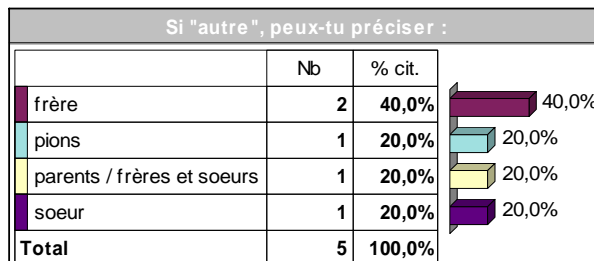 Si "autre", peux-tu préciser :
Nb % cit.
frère 2 40,0% 40,0%
pions 1 20,0% 20,0%
parents / frères et soeurs 1 20,0% 20,0%
soeur 1 20,0% 20,0%
Total 5 100,0%